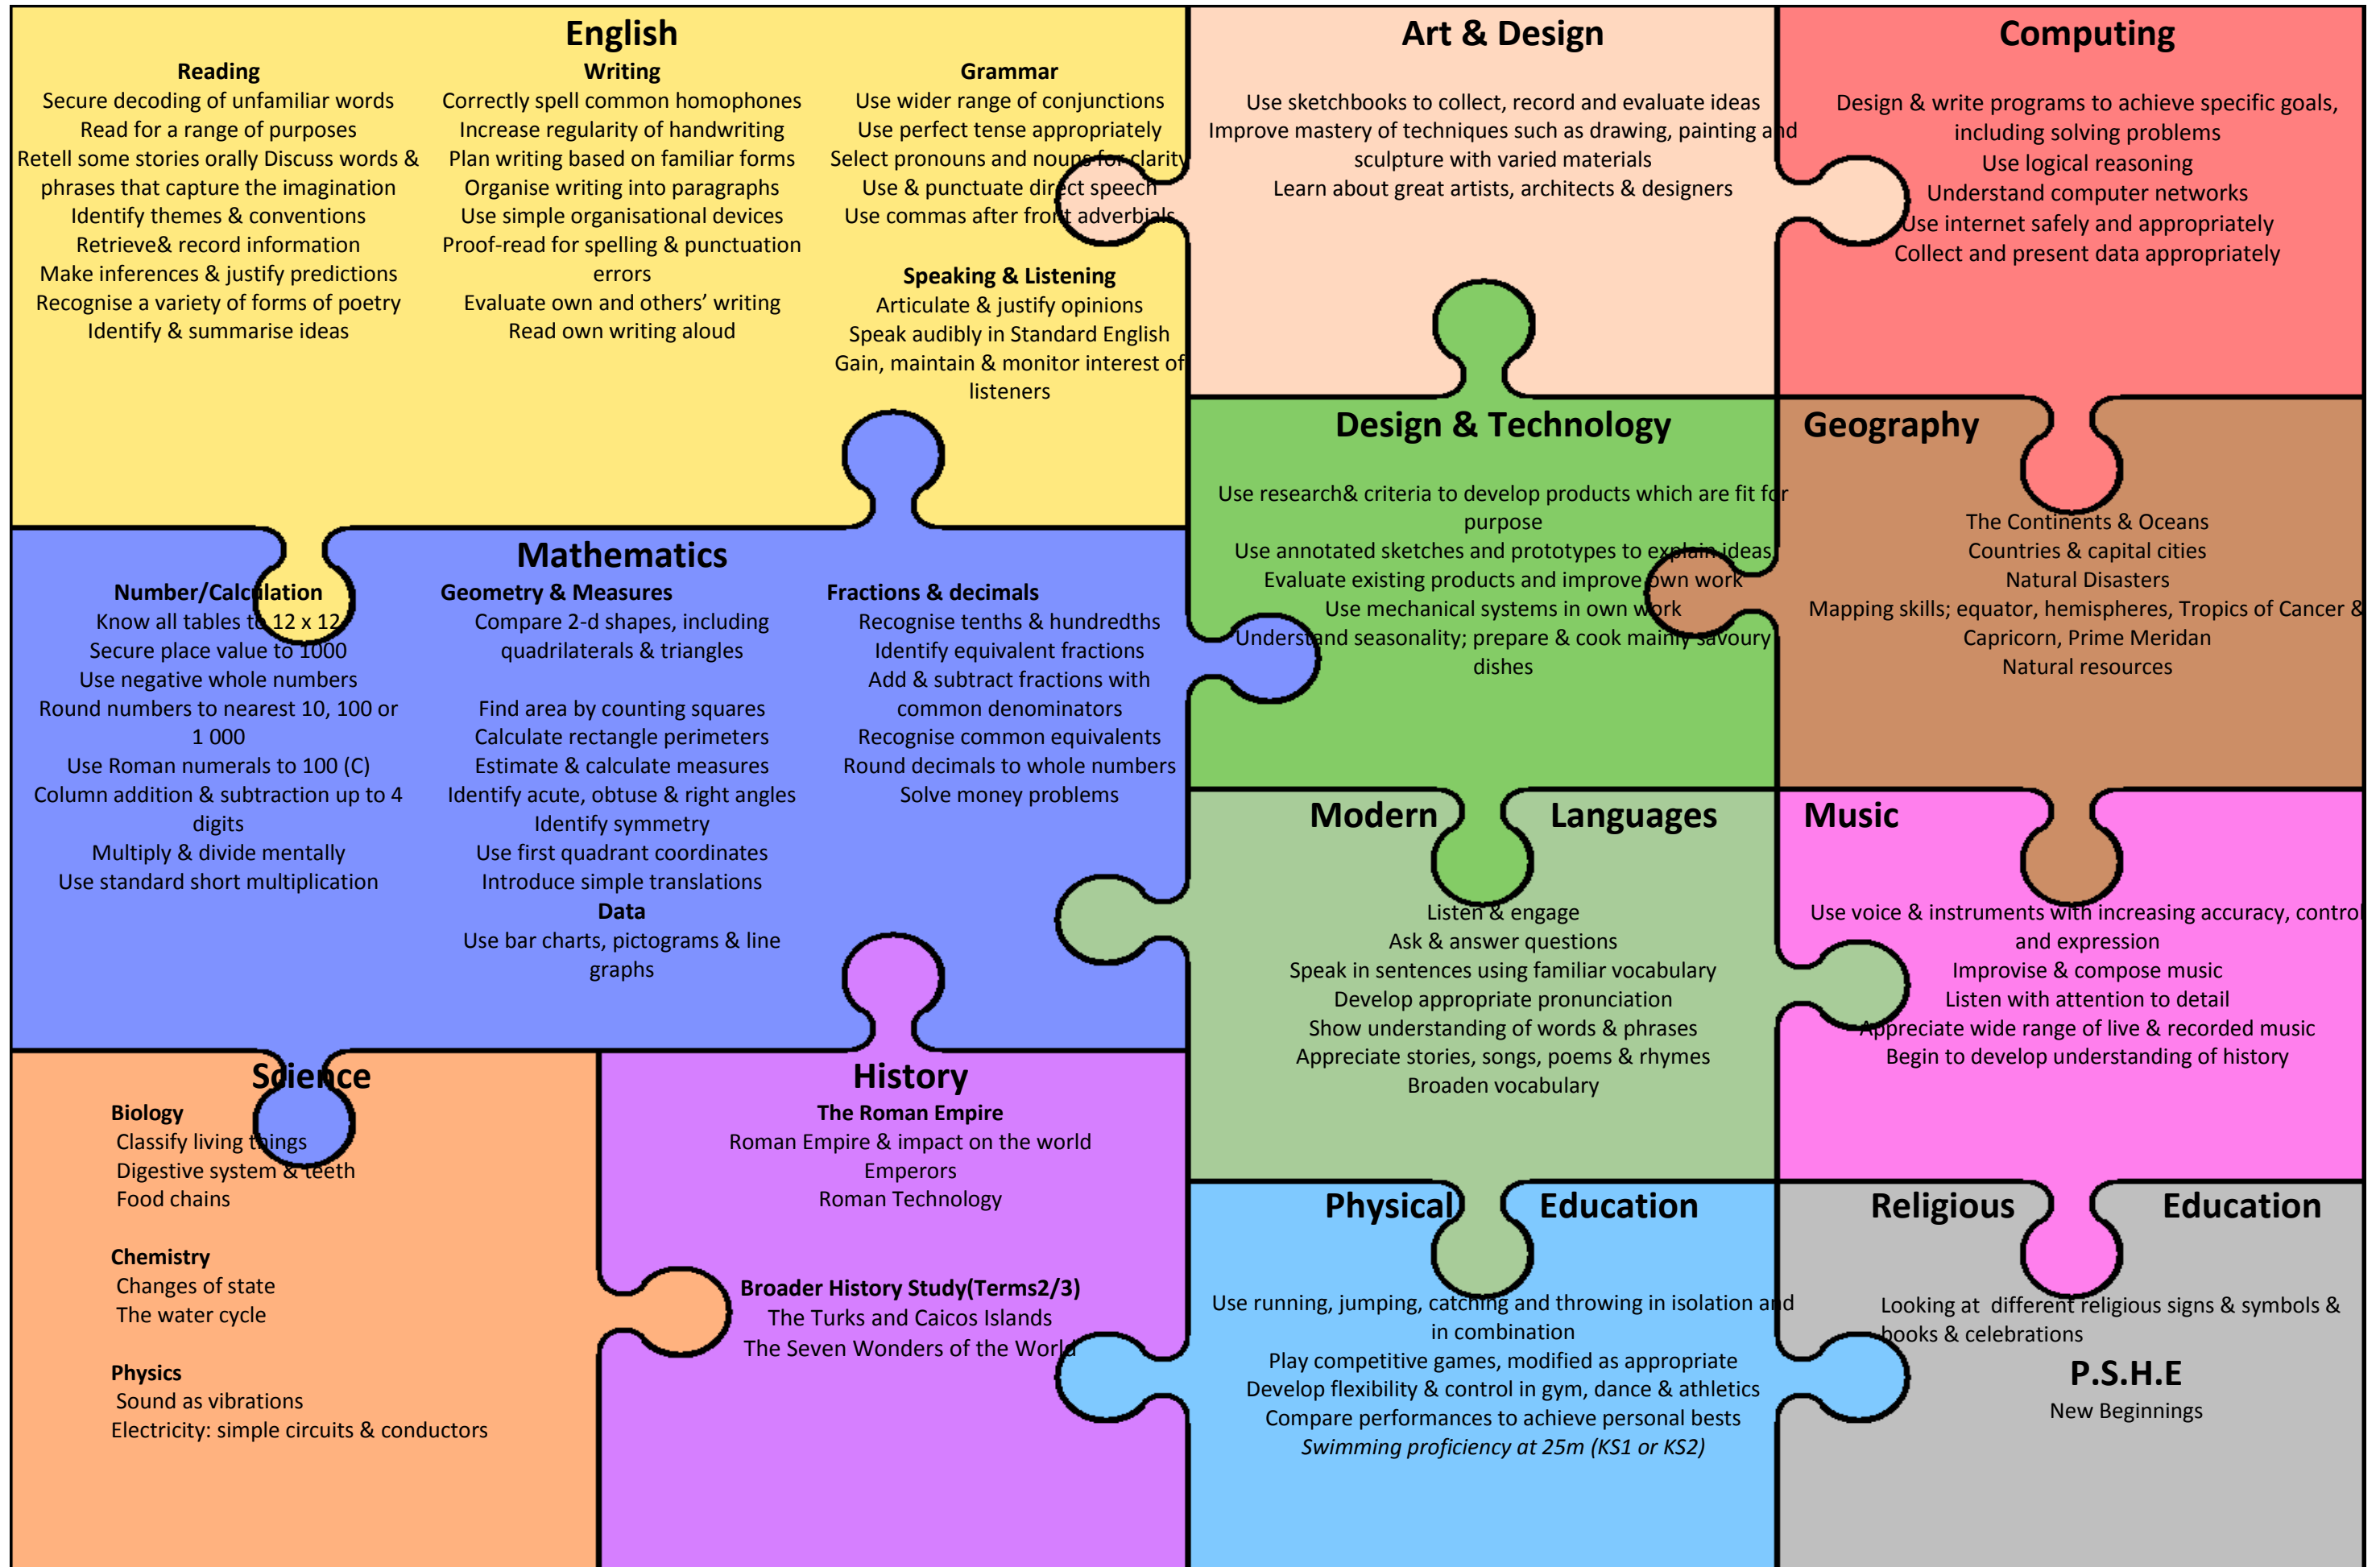 English
Reading
Secure decoding of unfamiliar words
Read for a range of purposes
Retell some stories orally Discuss words &
phrases that capture the imagination
Identify themes & conventions
Retrieve& record information
Make inferences & justify predictions
Recognise a variety of forms of poetry
Identify & summarise ideas
Writing
Correctly spell common homophones
Increase regularity of handwriting
Plan writing based on familiar forms
Organise writing into paragraphs
Use simple organisational devices
Proof-read for spelling & punctuation
errors
Evaluate own and others’ writing
Read own writing aloud
Grammar
Use wider range of conjunctions
Use perfect tense appropriately
Select pronouns and nouns for clarity
Use & punctuate direct speech
Use commas after front adverbials
Speaking & Listening
Articulate & justify opinions
Speak audibly in Standard English
Gain, maintain & monitor interest of
listeners
Art & Design
Use sketchbooks to collect, record and evaluate ideas
Improve mastery of techniques such as drawing, painting and
sculpture with varied materials
Learn about great artists, architects & designers
Computing
Design & write programs to achieve specific goals,
including solving problems
Use logical reasoning
Understand computer networks
Use internet safely and appropriately
Collect and present data appropriately
Mathematics
Number/Calculation
Know all tables to 12 x 12
Secure place value to 1000
Use negative whole numbers
Round numbers to nearest 10, 100 or
1 000
Use Roman numerals to 100 (C)
Column addition & subtraction up to 4
digits
Multiply & divide mentally
Use standard short multiplication
Geometry & Measures
Compare 2-d shapes, including
quadrilaterals & triangles
Find area by counting squares
Calculate rectangle perimeters
Estimate & calculate measures
Identify acute, obtuse & right angles
Identify symmetry
Use first quadrant coordinates
Introduce simple translations
Data
Use bar charts, pictograms & line
graphs
Fractions & decimals
Recognise tenths & hundredths
Identify equivalent fractions
Add & subtract fractions with
common denominators
Recognise common equivalents
Round decimals to whole numbers
Solve money problems
Design & Technology
Use research& criteria to develop products which are fit for
purpose
Use annotated sketches and prototypes to explain ideas,
Evaluate existing products and improve own work
Use mechanical systems in own work
Understand seasonality; prepare & cook mainly savoury
dishes
Geography
The Continents & Oceans
Countries & capital cities
Natural Disasters
Mapping skills; equator, hemispheres, Tropics of Cancer &
Capricorn, Prime Meridan
Natural resources
Modern Languages
Listen & engage
Ask & answer questions
Speak in sentences using familiar vocabulary
Develop appropriate pronunciation
Show understanding of words & phrases
Appreciate stories, songs, poems & rhymes
Broaden vocabulary
Music
Use voice & instruments with increasing accuracy, control
and expression
Improvise & compose music
Listen with attention to detail
Appreciate wide range of live & recorded music
Begin to develop understanding of history
Science
Biology
Classify living things
Digestive system & teeth
Food chains
Chemistry
Changes of state
The water cycle
Physics
Sound as vibrations
Electricity: simple circuits & conductors
History
The Roman Empire
Roman Empire & impact on the world
Emperors
Roman Technology
Broader History Study(Terms2/3)
The Turks and Caicos Islands
The Seven Wonders of the World
Physical Education
Use running, jumping, catching and throwing in isolation and
in combination
Play competitive games, modified as appropriate
Develop flexibility & control in gym, dance & athletics
Compare performances to achieve personal bests
Swimming proficiency at 25m (KS1 or KS2)
Religious Education
Looking at different religious signs & symbols &
books & celebrations
P.S.H.E
New Beginnings